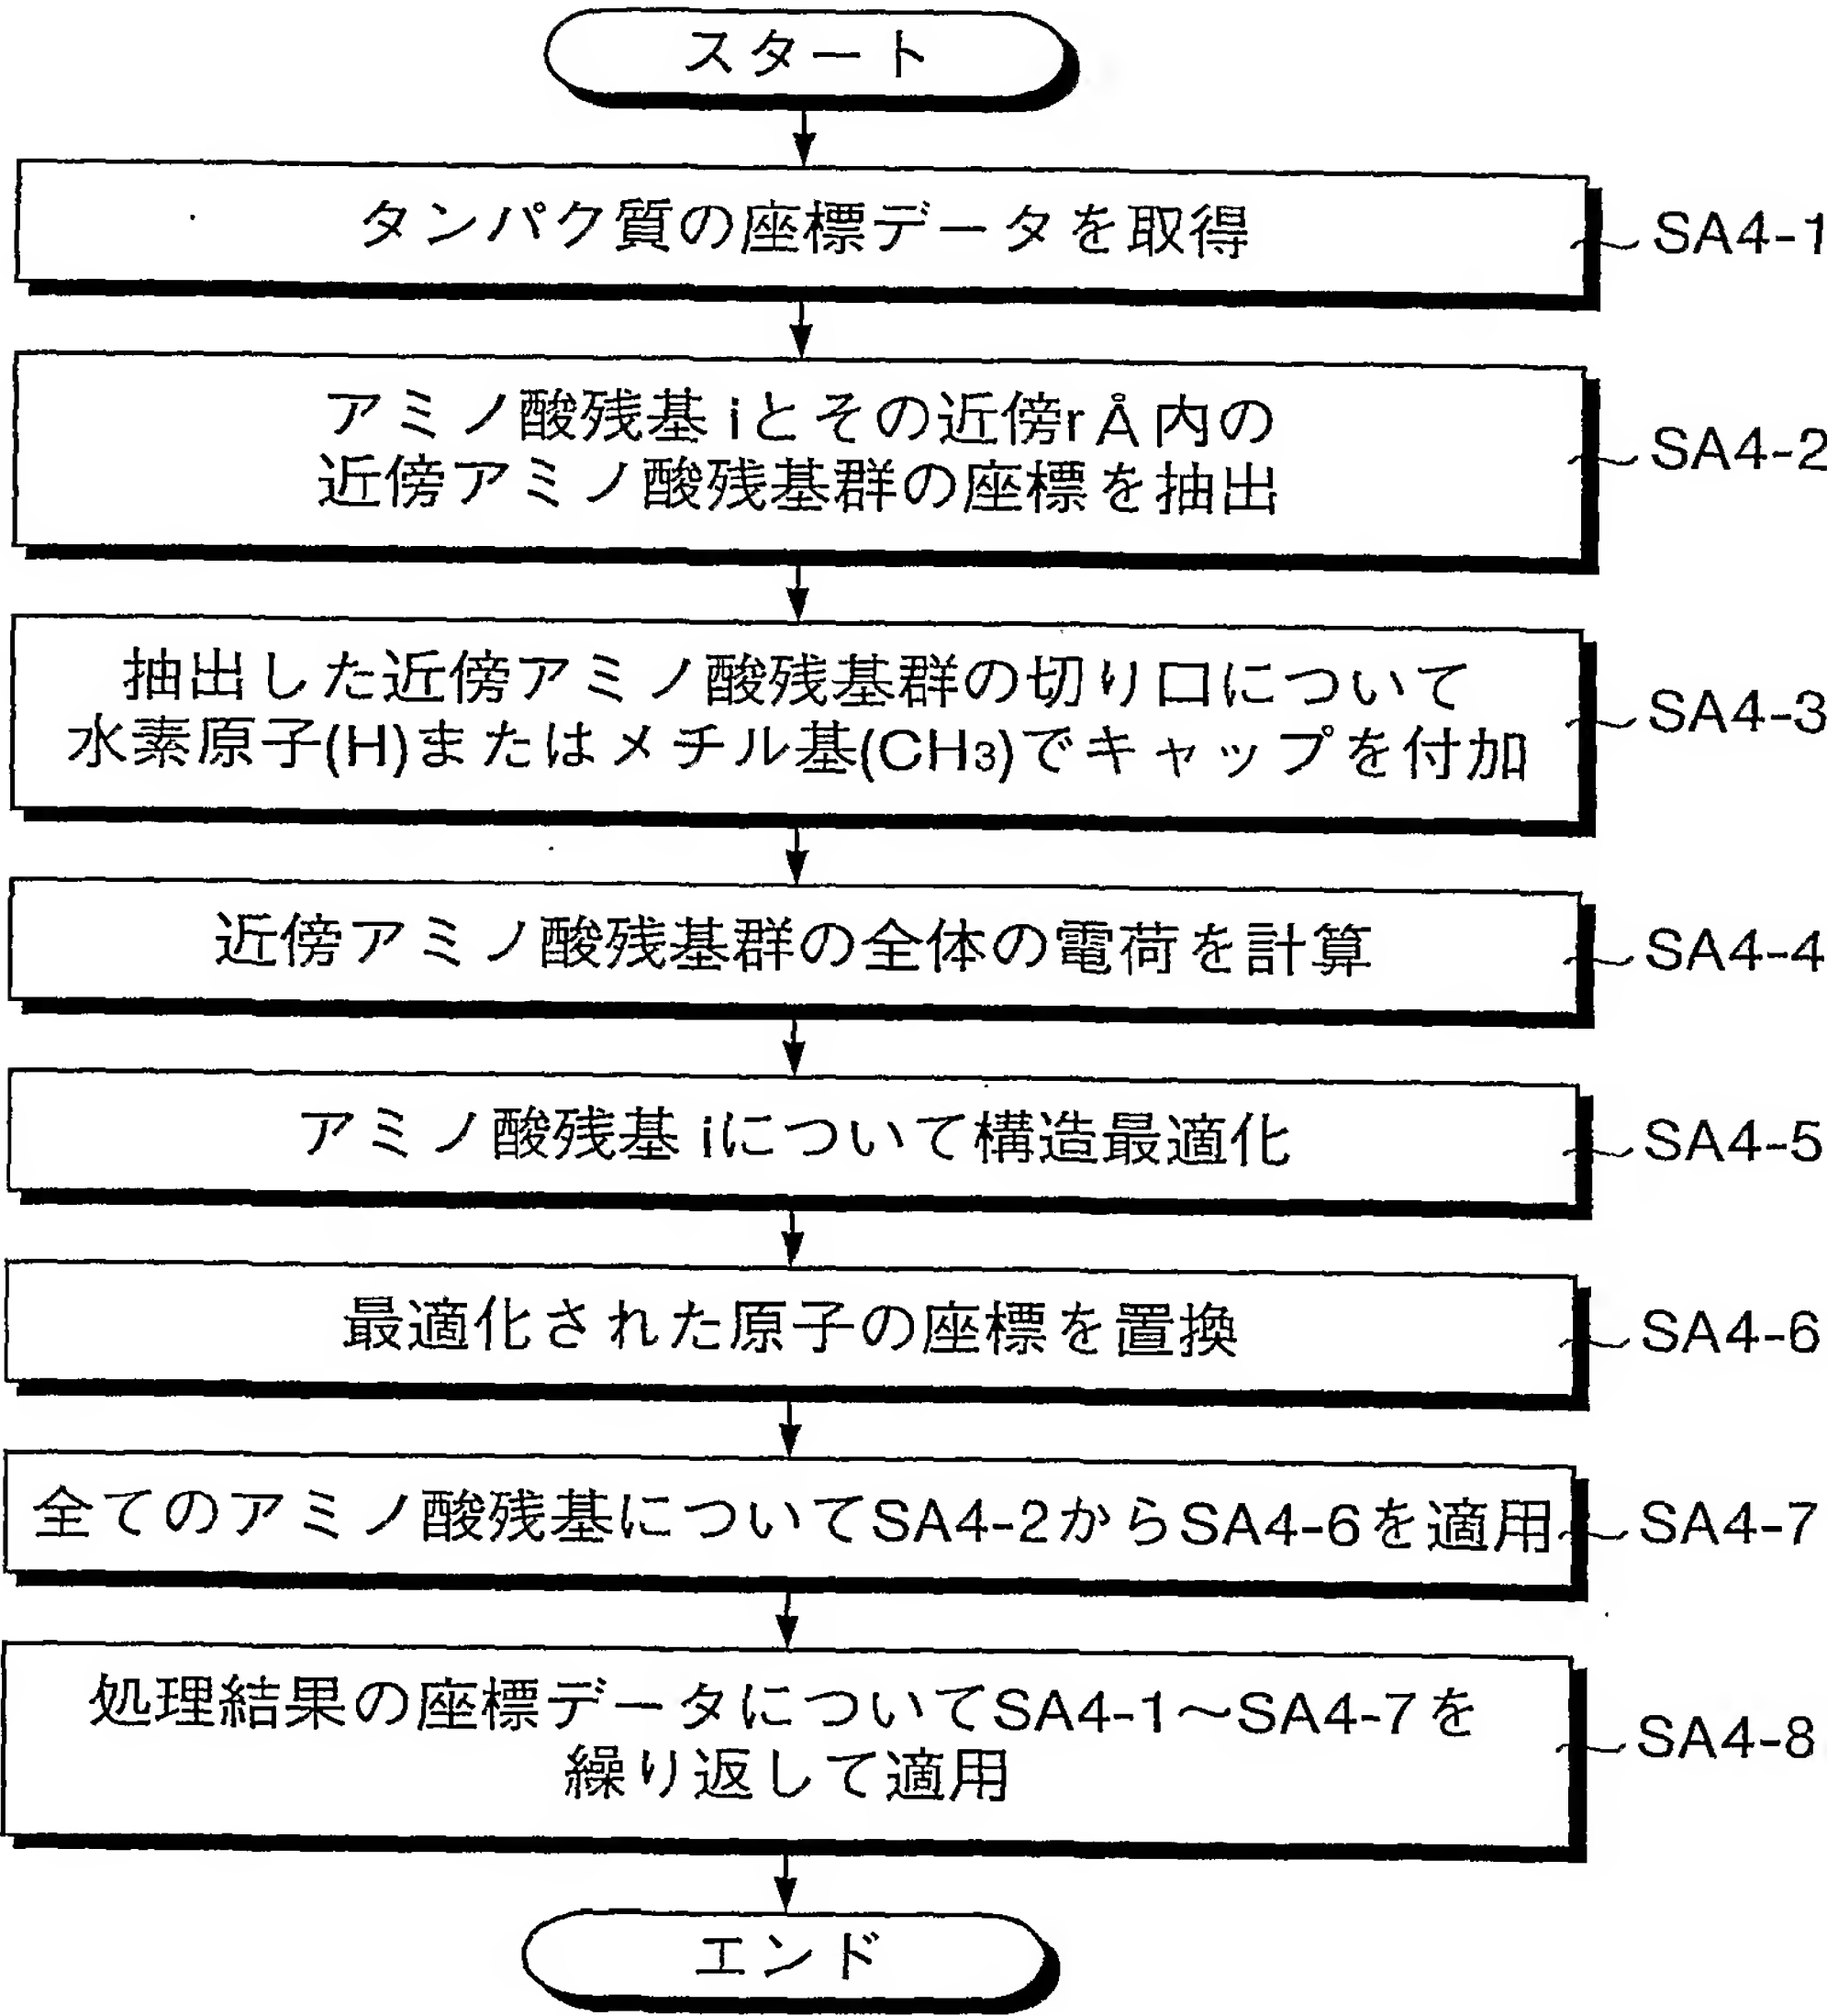 スタート
タンパク質の座標データを取得
SA4-1
アミノ酸残基iとその近傍rÅ内の
近傍アミノ酸残基群の座標を抽出
SA4-2
抽出した近傍アミノ酸残基群の切り口について
水素原子(H)またはメチル基(CH3)でキャップを付加
SA4-3
近傍アミノ酸残基群の全体の電荷を計算
SA4-4
アミノ酸残基iについて構造最適化
SA4-5
最適化された原子の座標を置換
SA4-6
全てのアミノ酸残基についてSA4-2からSA4-6を適用
SA4-7
処理結果の座標データについてSA4-1～SA4-7を
繰り返して適用
SA4-8
エンド